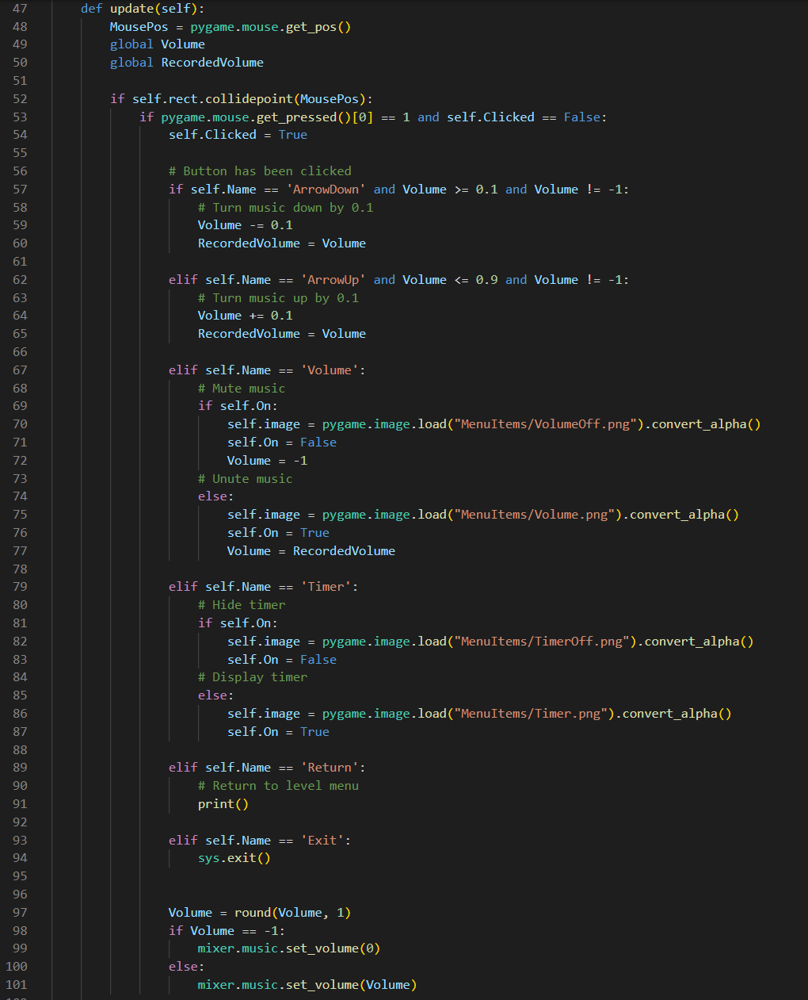 47 def update(self):
48 MousePos = pygame.mouse.get_pos()
49 global Volume
50 global RecordedVolume
51
52 if self.rect.collidepoint(MousePos):
53 if pygame.mouse.get_pressed()[0] == 1 and self.Clicked == False:
54 self.Clicked = True
55
56 # Button has been clicked
57 if self.Name == 'ArrowDown' and Volume >= 0.1 and Volume != -1:
58 # Turn music down by 0.1
59 Volume -= 0.1
60 RecordedVolume = Volume
61
62 elif self.Name == 'ArrowUp' and Volume <= 0.9 and Volume != -1:
63 # Turn music up by 0.1
64 Volume += 0.1
65 RecordedVolume = Volume
66
67 elif self.Name == 'Volume':
68 # Mute music
69 if self.On:
70 self.image = pygame.image.load("MenuItems/VolumeOff.png").convert_alpha()
71 self.On = False
72 Volume = -1
73 # Unute music
74 else:
75 self.image = pygame.image.load("MenuItems/Volume.png").convert_alpha()
76 self.On = True
77 Volume = RecordedVolume
78
79 elif self.Name == 'Timer':
80 # Hide timer
81 if self.On:
82 self.image = pygame.image.load("MenuItems/TimerOff.png").convert_alpha()
83 self.On = False
84 # Display timer
85 else:
86 self.image = pygame.image.load("MenuItems/Timer.png").convert_alpha()
87 self.On = True
88
89 elif self.Name == 'Return':
90 # Return to level menu
91 print()
92
93 elif self.Name == 'Exit':
94 sys.exit()
95
96
97 Volume = round(Volume, 1)
98 if Volume == -1:
99 mixer.music.set_volume(0)
100 else:
101 mixer.music.set_volume(Volume)